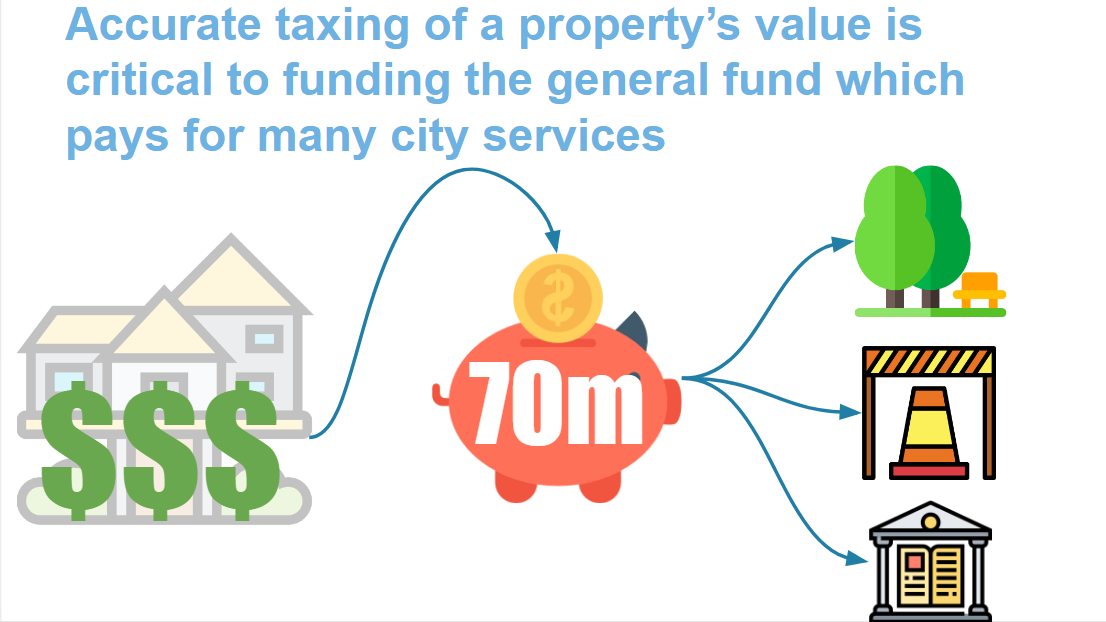 Accurate taxing of a property’s value is
critical to funding the general fund which
pays for many city services
$$$
70m